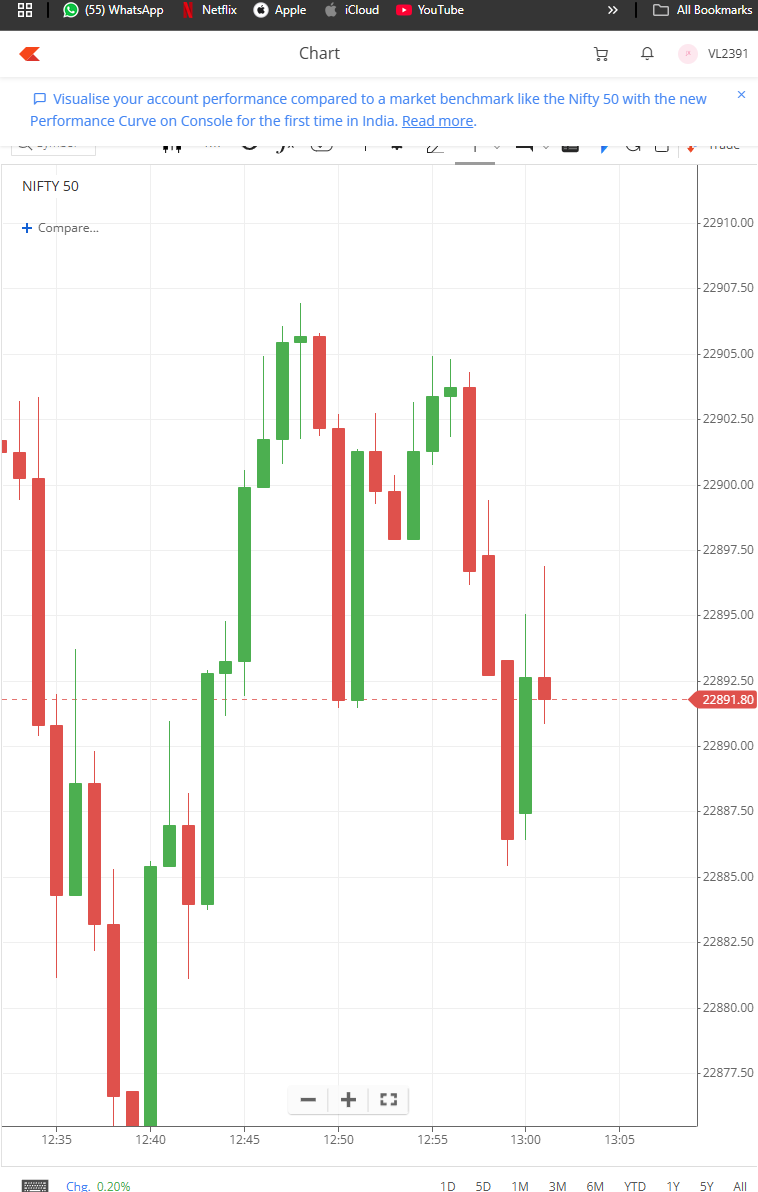 (55) WhatsApp Netflix Apple iCloud YouTube » All Bookmarks
Chart VL2391
Visualise your account performance compared to a market benchmark like the Nifty 50 with the new
Performance Curve on Console for the first time in India. Read more.
NIFTY 50
Compare...
22910.00
22907.50
22905.00
22902.50
22900.00
22897.50
22895.00
22892.50
22891.80
22890.00
22887.50
22885.00
22882.50
22880.00
22877.50
12:35 12:40 12:45 12:50 12:55 13:00 13:05
Chg. 0.20% 1D 5D 1M 3M 6M YTD 1Y 5Y All